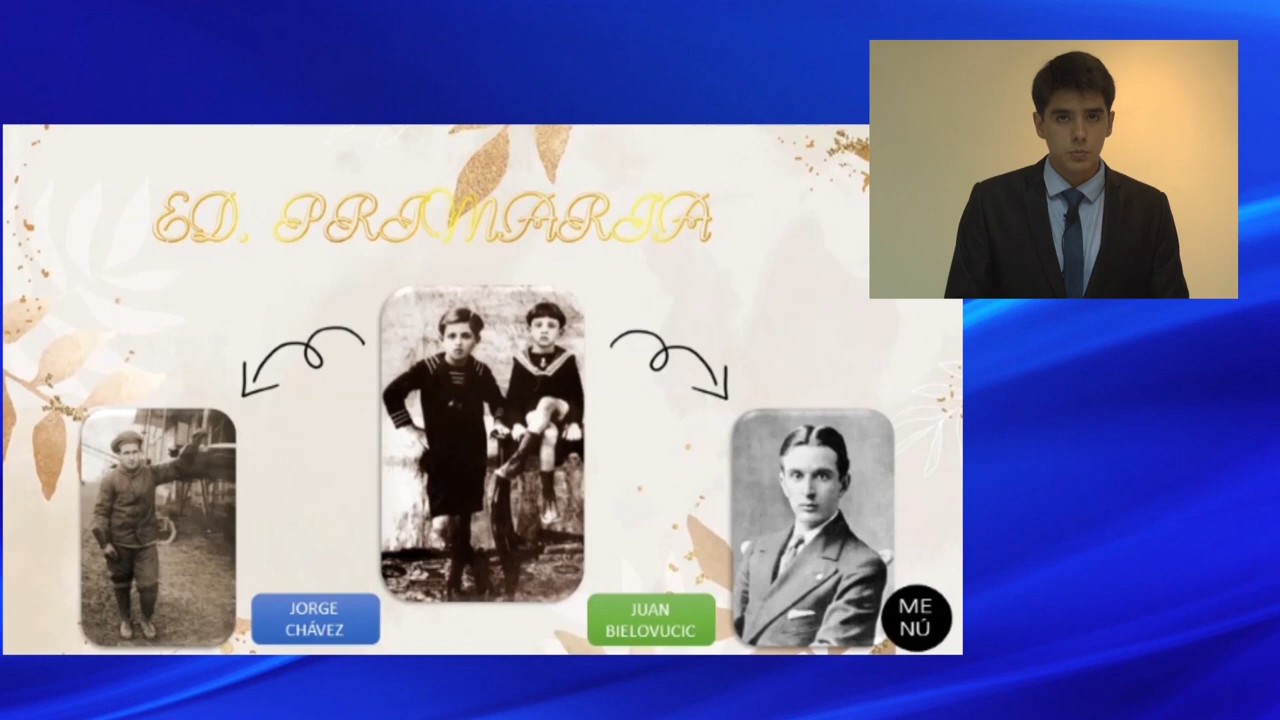 ED. PRIMARIA
JORGE
CHÁVEZ
JUAN
BIELOVUCIC
ME
NÚ